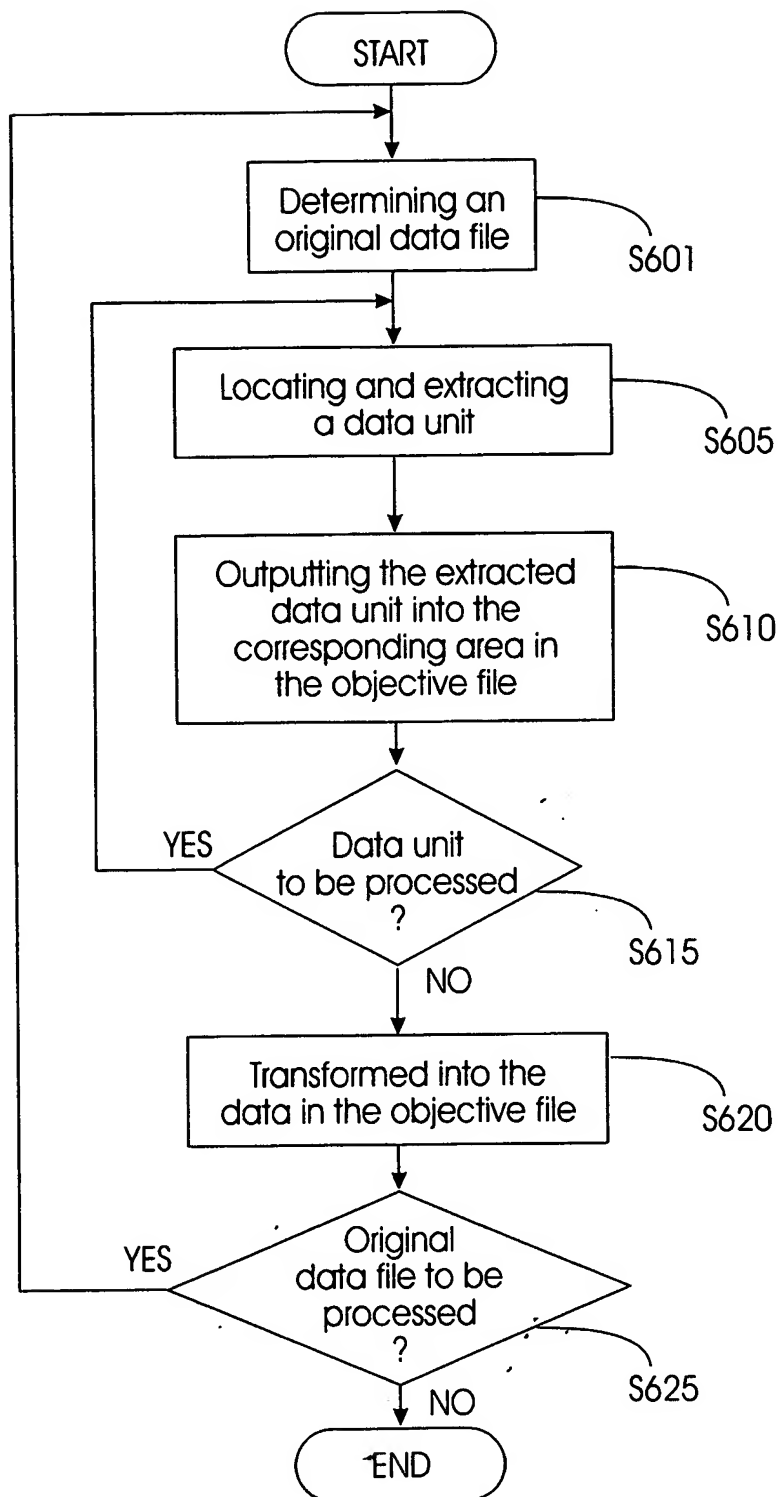 START
Determining an
original data file
S601
Locating and extracting
a data unit
S605
Outputting the extracted
data unit into the
corresponding area in
the objective file
S610
YES
Data unit
to be processed
?
S615
NO
Transformed into the
data in the objective file
S620
YES
Original
data file to be
processed
?
S625
NO
END